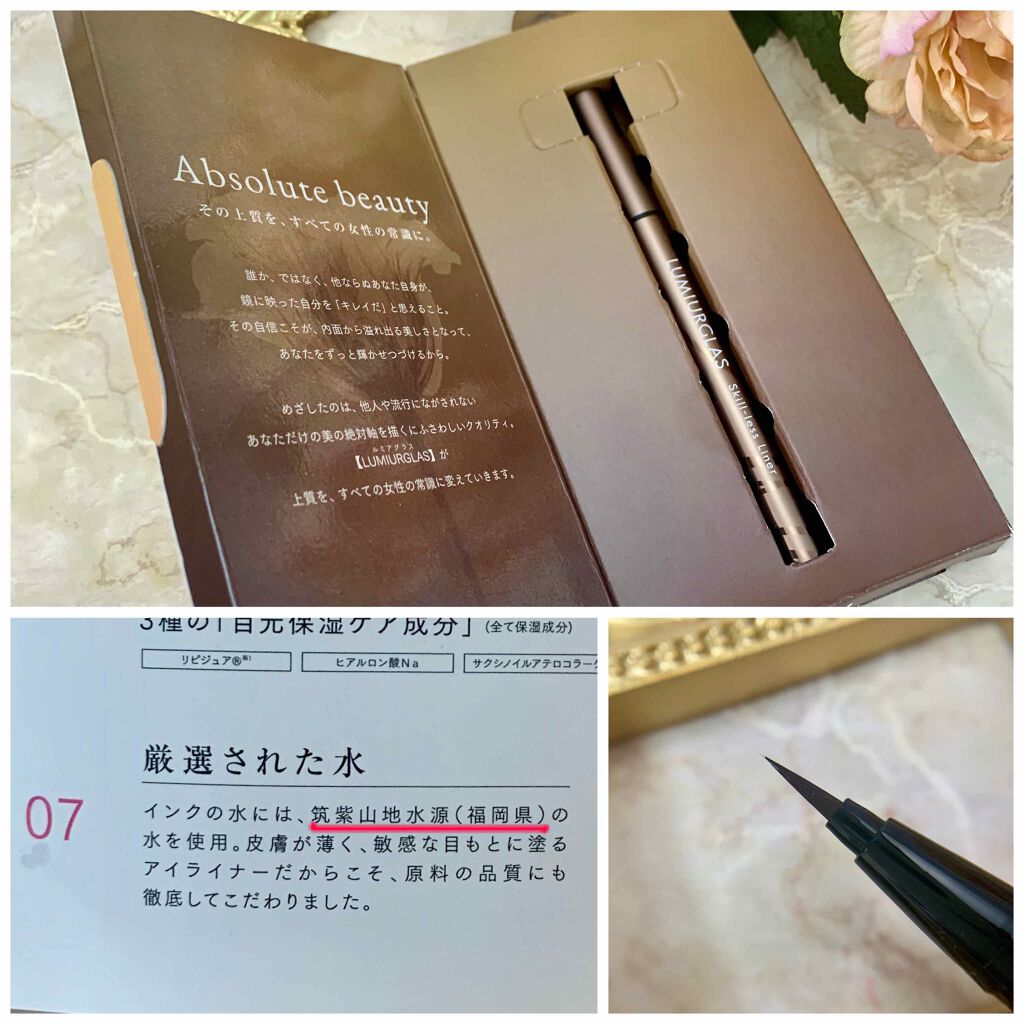 Absolute beauty
その上質を、すべての女性の常識に。
誰か、ではなく、他ならぬあなた自身が、
鏡に映った自分を「キレイだ」と思えること。
その自信こそが、内面から溢れ出る美しさとなって、
あなたをずっと輝かせつづけるから。
めざしたのは、他人や流行にながされない
あなただけの美の絶対軸を描くにふさわしいクオリティ。
ルミアグラス
【LUMIURGLAS】が
上質を、すべての女性の常識に変えていきます。
LUMIURGLAS Skill-less Liner
3種の「目元保湿ケア成分」(全て保湿成分)
リピジュア®※1
ヒアルロン酸Na
サクシノイルアテロコラーゲ
07
厳選された水
インクの水には、筑紫山地水源(福岡県)の
水を使用。皮膚が薄く、敏感な目もとに塗る
アイライナーだからこそ、原料の品質にも
徹底してこだわりました。